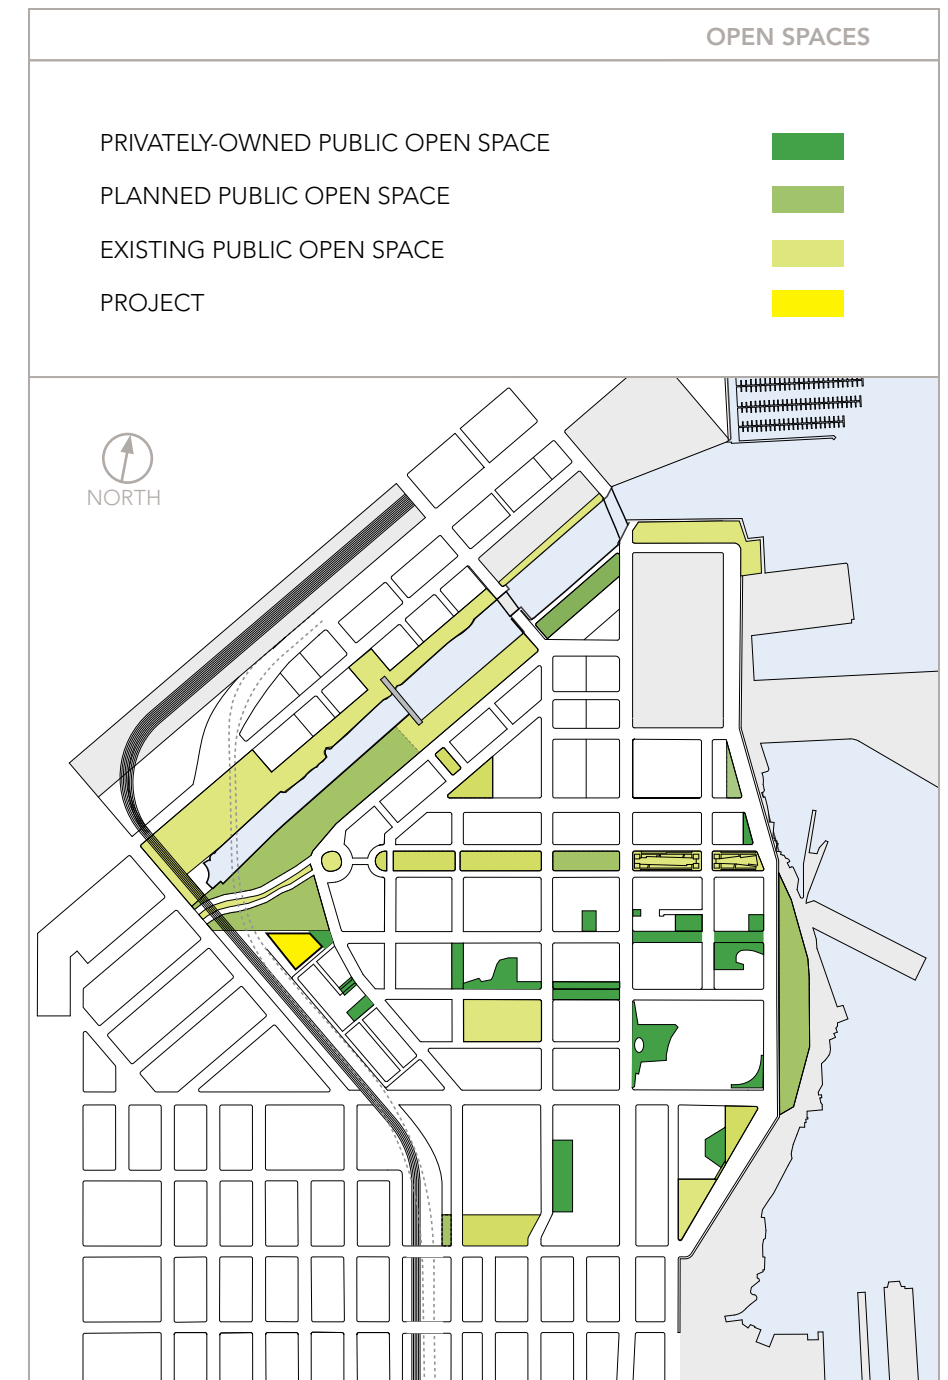 OPEN SPACES
PRIVATELY-OWNED PUBLIC OPEN SPACE
PLANNED PUBLIC OPEN SPACE
EXISTING PUBLIC OPEN SPACE
PROJECT
NORTH